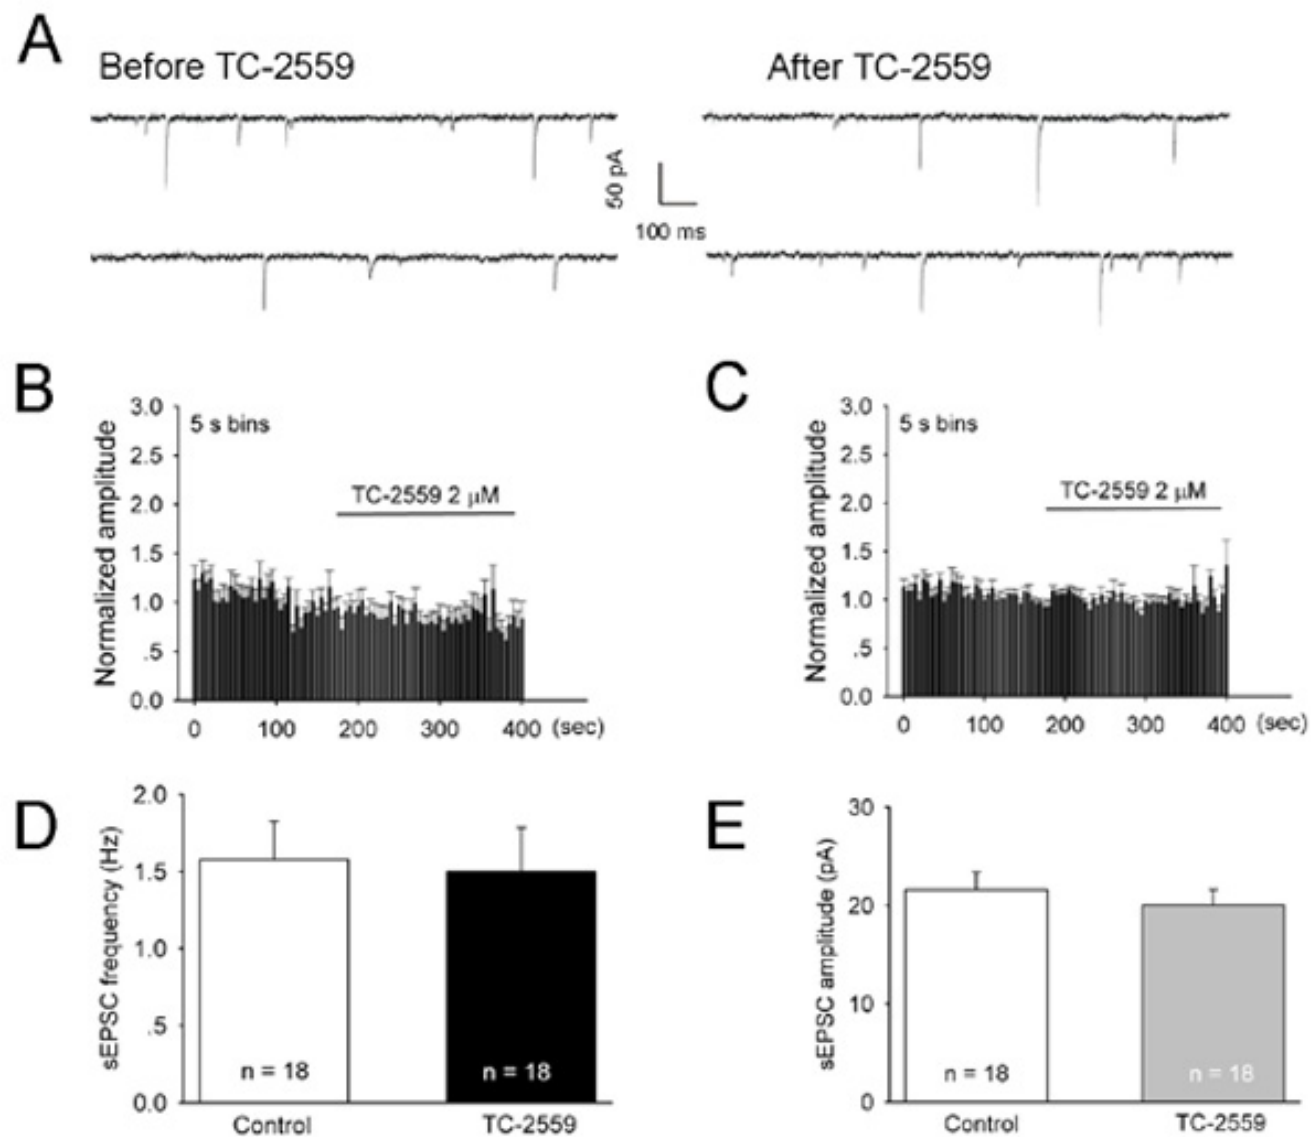 A
Before TC-2559
After TC-2559
50 pA
100 ms
B
Normalized amplitude
3.0
2.5
2.0
1.5
1.0
.5
0.0
5 s bins
TC-2559 2 μM
0 100 200 300 400 (sec)
C
Normalized amplitude
3.0
2.5
2.0
1.5
1.0
.5
0.0
5 s bins
TC-2559 2 μM
0 100 200 300 400 (sec)
D
sEPSC frequency (Hz)
2.0
1.5
1.0
.5
0.0
n = 18
n = 18
Control
TC-2559
E
sEPSC amplitude (pA)
30
20
10
0
n = 18
n = 18
Control
TC-2559